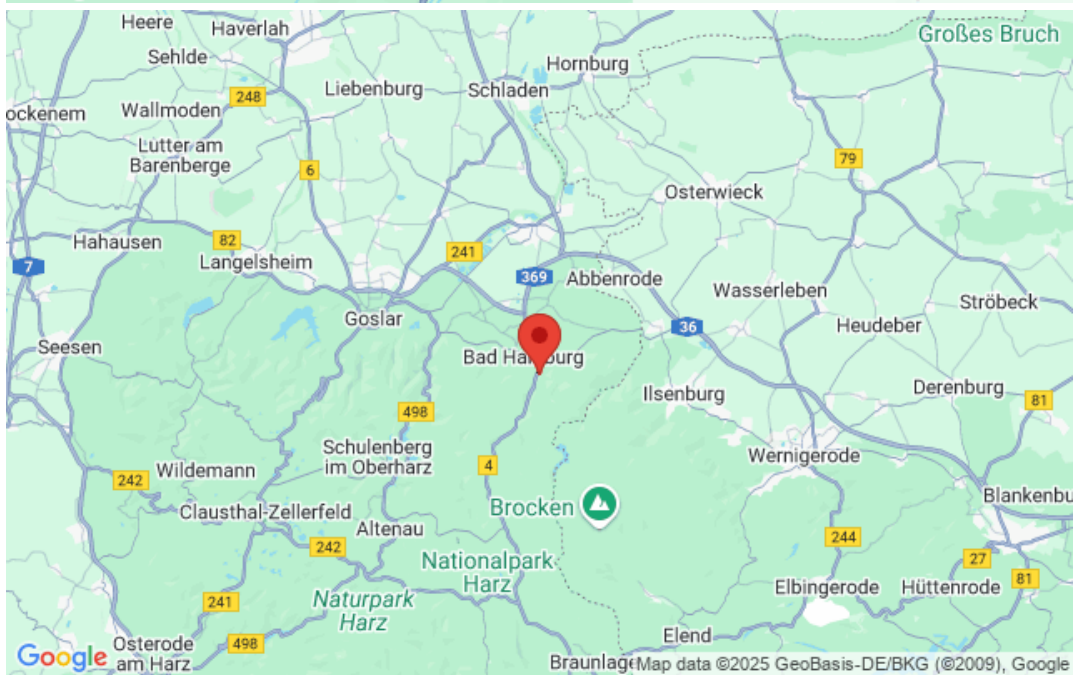 Heere
Haverlah
Großes Bruch
Sehlde
Hornburg
Liebenburg
Schladen
248
ockenem
Wallmoden
Lutter am
Barenberge
6
79
Osterwieck
Hahausen
82
241
7
Langelsheim
369
Abbenrode
Wasserleben
Ströbeck
Goslar
36
Heudeber
Seesen
Bad Ha
burg
Ilsenburg
Derenburg
81
498
Schulenberg
im Oberharz
Wernigerode
4
Wildemann
242
Blankenbu
Brocken
Clausthal-Zellerfeld
Altenau
244
242
Nationalpark
Harz
27
81
Elbingerode
Hüttenrode
241
Naturpark
Harz
498
Elend
Osterode
am Harz
Google
Braunlage
Map data ©2025 GeoBasis-DE/BKG (©2009), Google